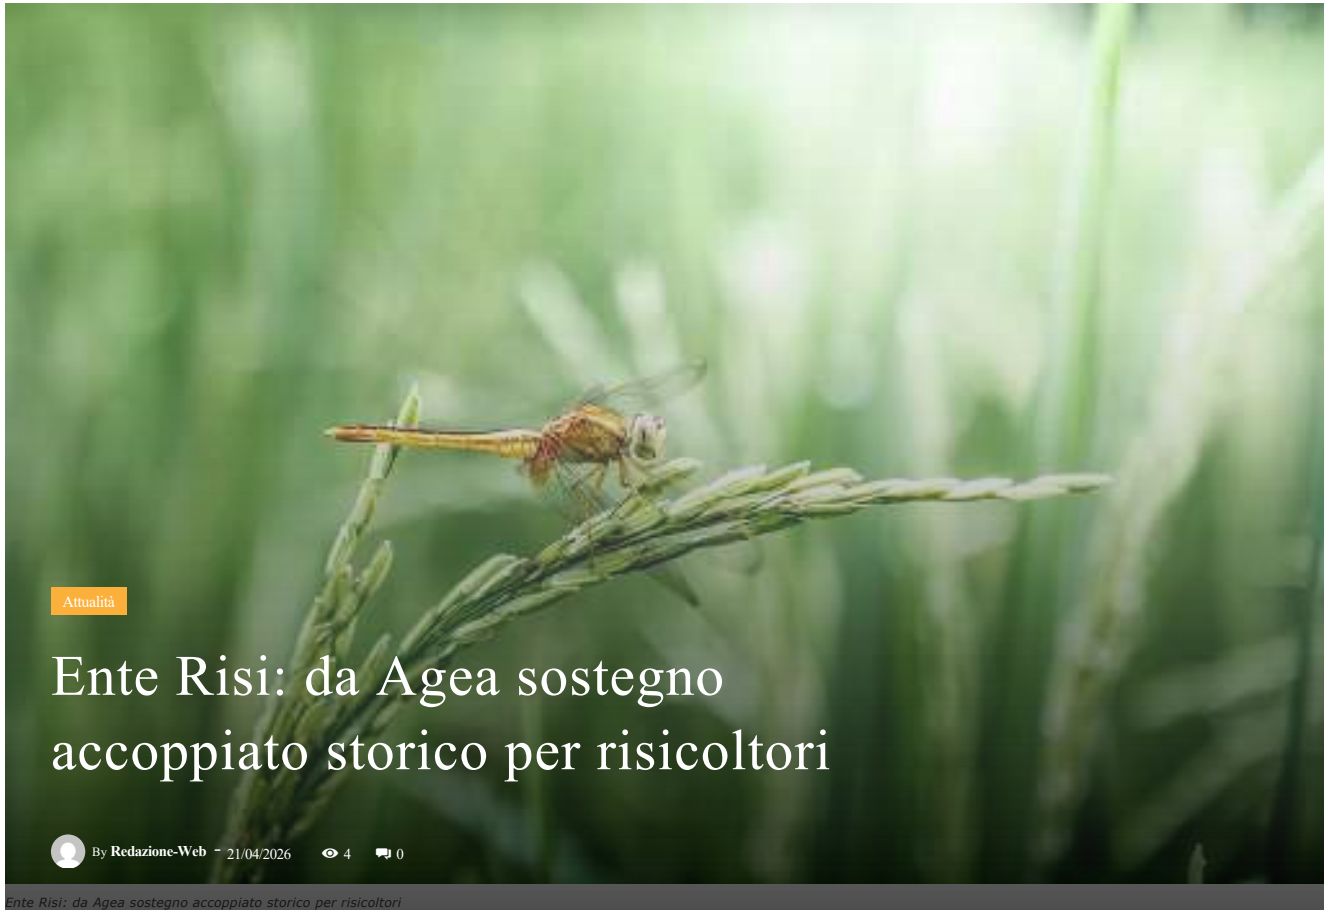 Attualità
Ente Risi: da Agea sostegno
accoppiato storico per risicoltori
By Redazione-Web - 21/04/2026 4 0
Ente Risi: da Agea sostegno accoppiato storico per risicoltori